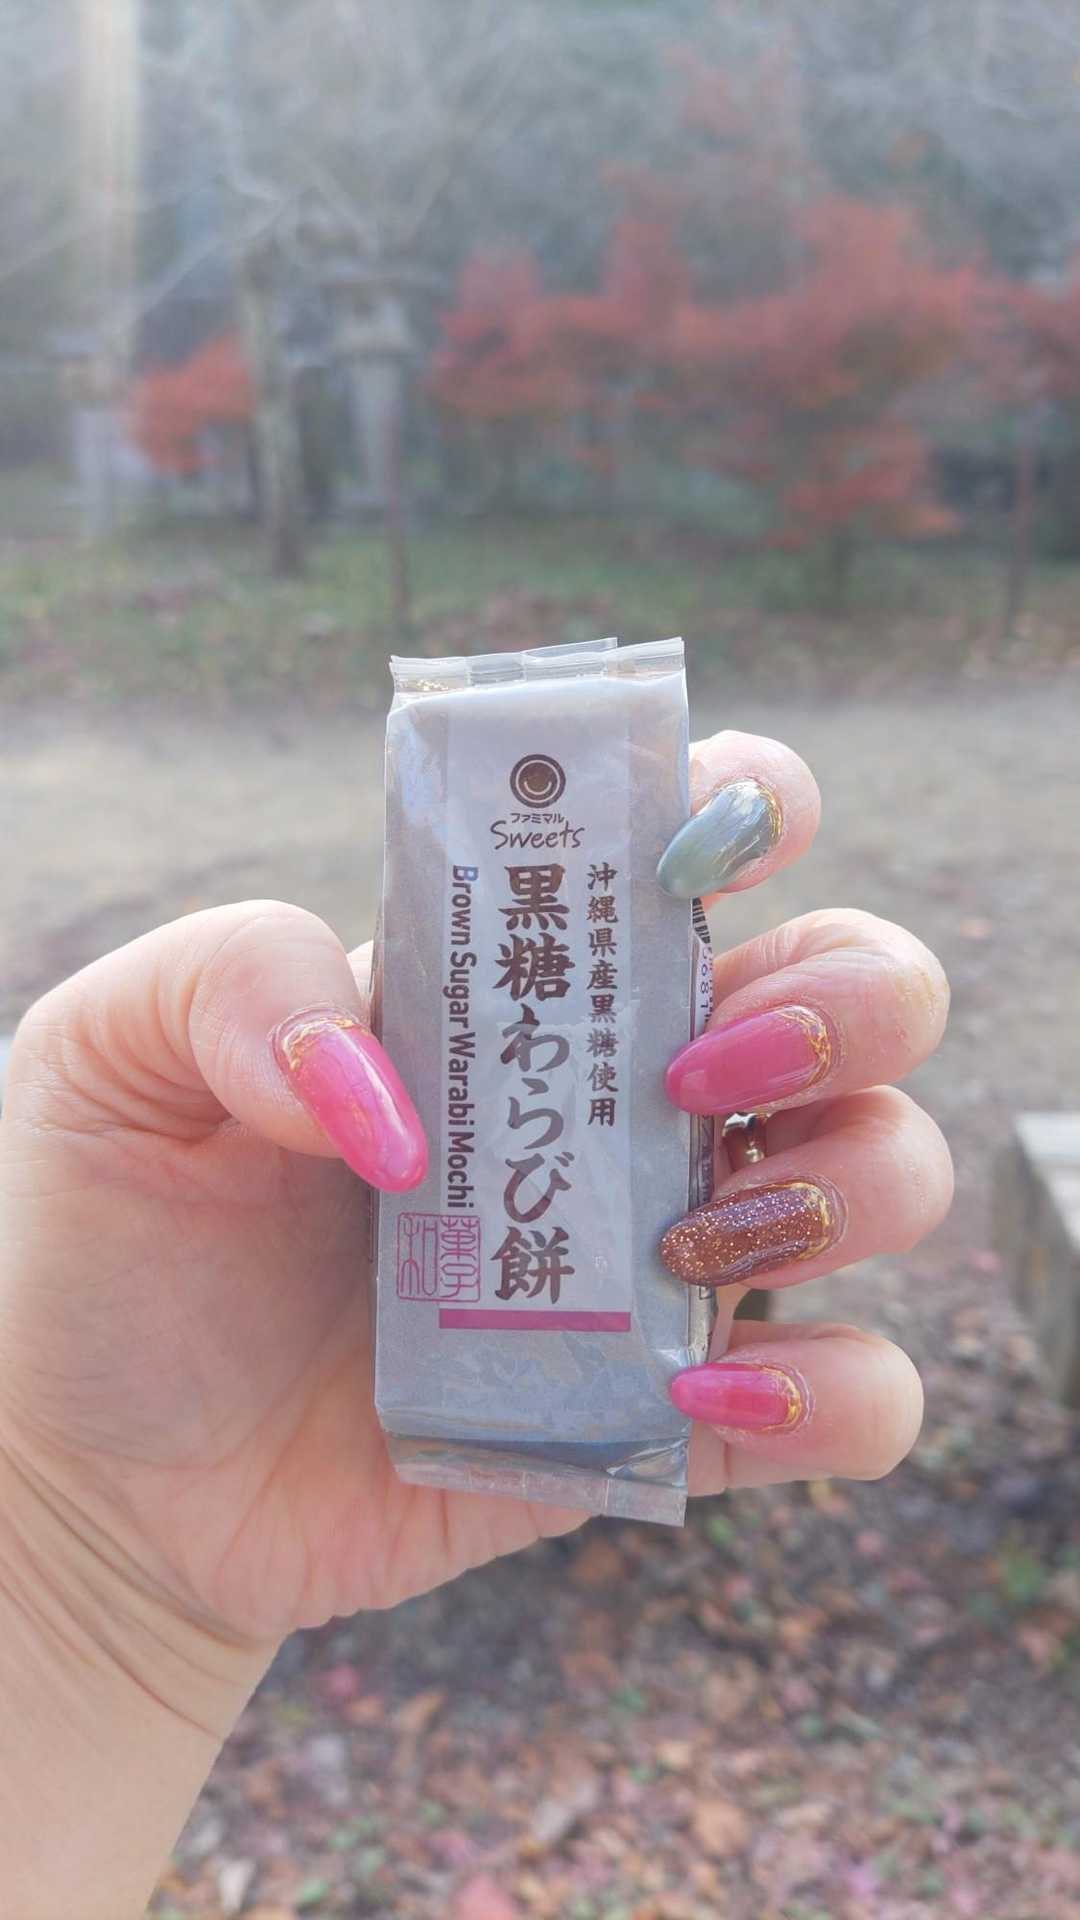 ファミマル
Sweets
沖縄県産黒糖使用
黒糖わらび餅
Brown Sugar Warabi Mochi
和菓子